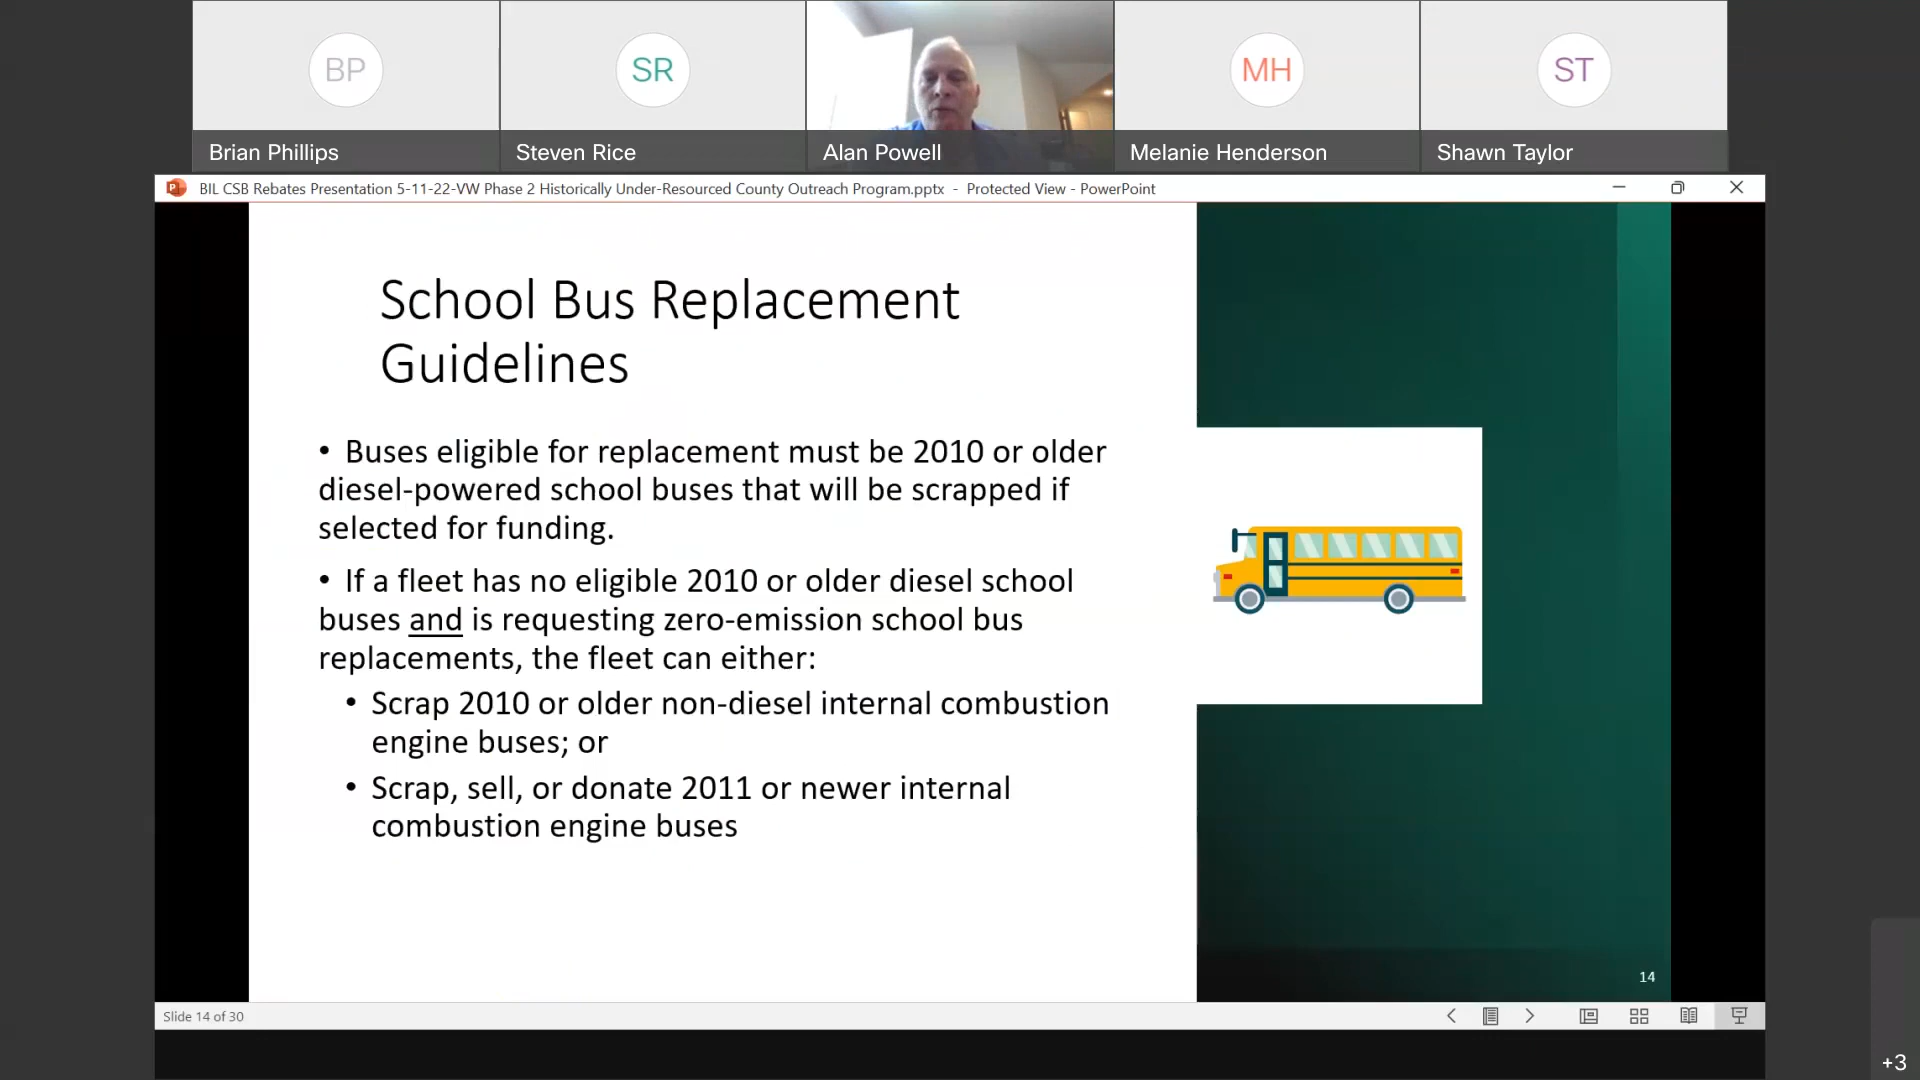 BP
SR
MH
ST
Brian Phillips
Steven Rice
Alan Powell
Melanie Henderson
Shawn Taylor
BIL CSB Rebates Presentation 5-11-22-VW Phase 2 Historically Under-Resourced County Outreach Program.pptx - Protected View - PowerPoint
School Bus Replacement
Guidelines
• Buses eligible for replacement must be 2010 or older
diesel-powered school buses that will be scrapped if
selected for funding.
• If a fleet has no eligible 2010 or older diesel school
buses and is requesting zero-emission school bus
replacements, the fleet can either:
• Scrap 2010 or older non-diesel internal combustion
engine buses; or
• Scrap, sell, or donate 2011 or newer internal
combustion engine buses
14
Slide 14 of 30
+3